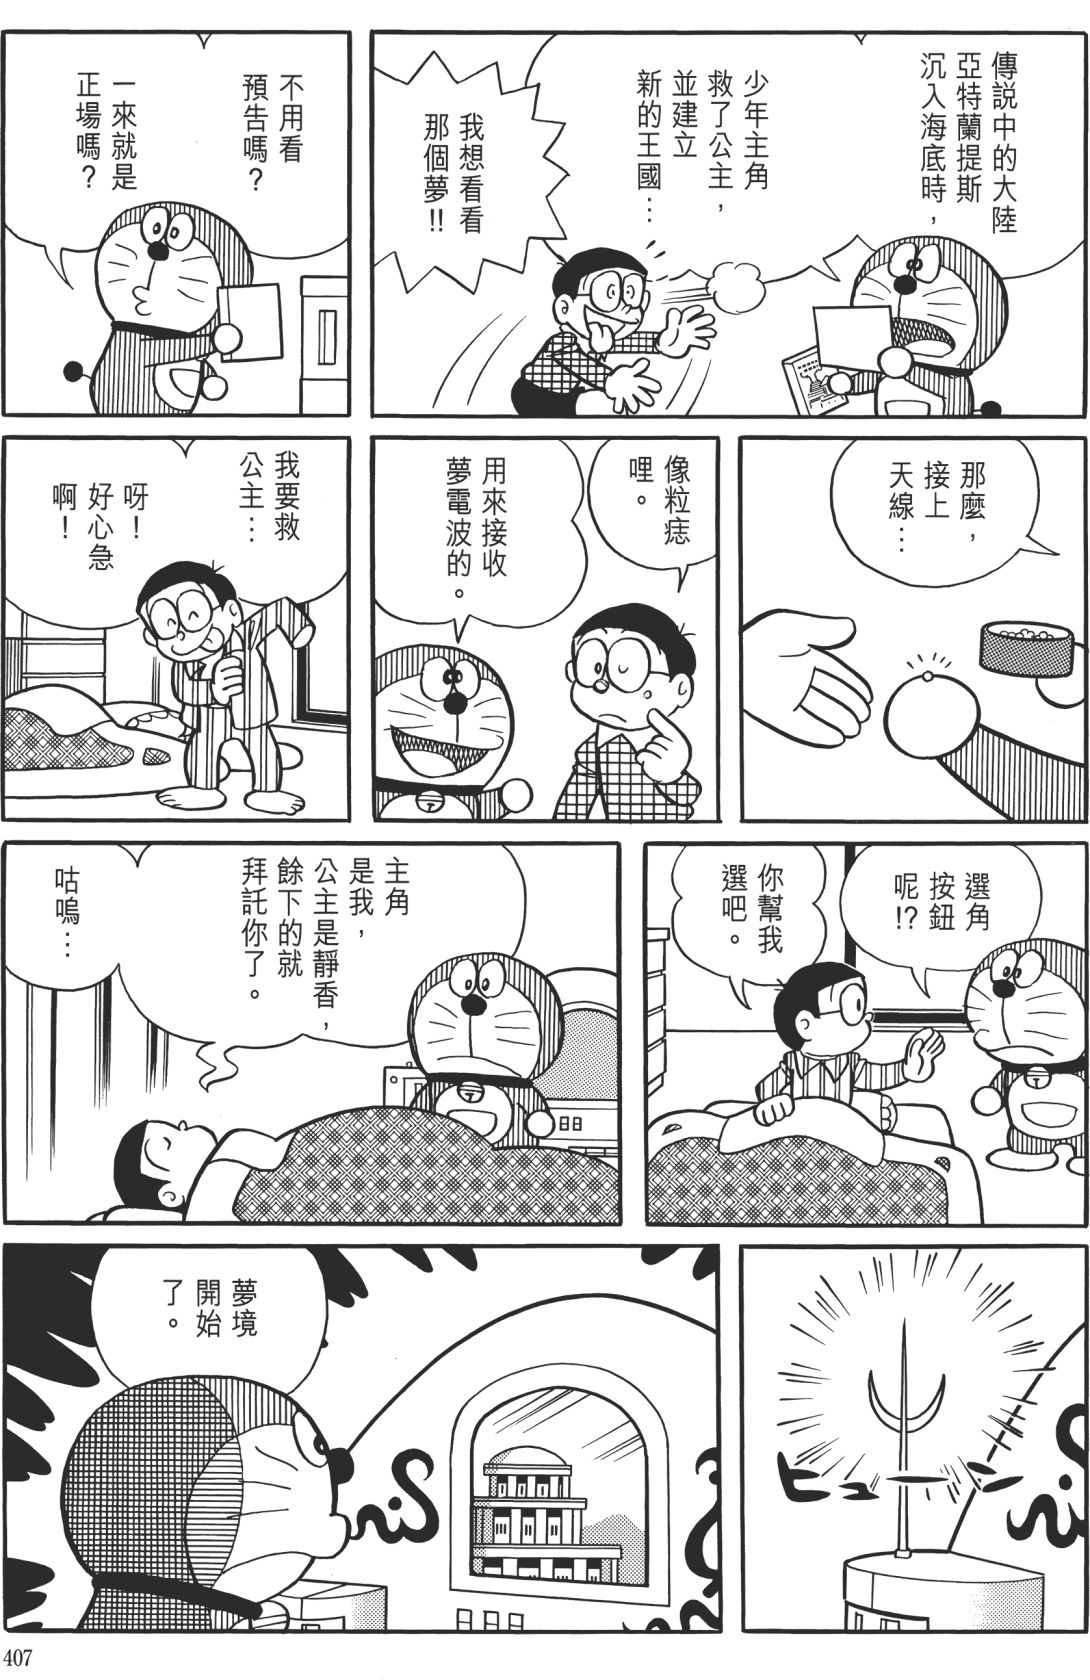 傳説中的大陸
亞特蘭提斯
沉入海底時，
少年主角
救了公主，
並建立
新的王國…
我想看看
那個夢!!
不用看
預告嗎？
一來就是
正場嗎？
那麼，
接上
天線…
像粒痣
哩。
用來接收
夢電波的。
我要救
公主…
呀！
好心急
啊！
選角
按鈕
呢!?
你幫我
選吧。
主角
是我，
公主是靜香，
餘下的就
拜託你了。
咕嗚…
ヒューン
夢境
開始
了。
407